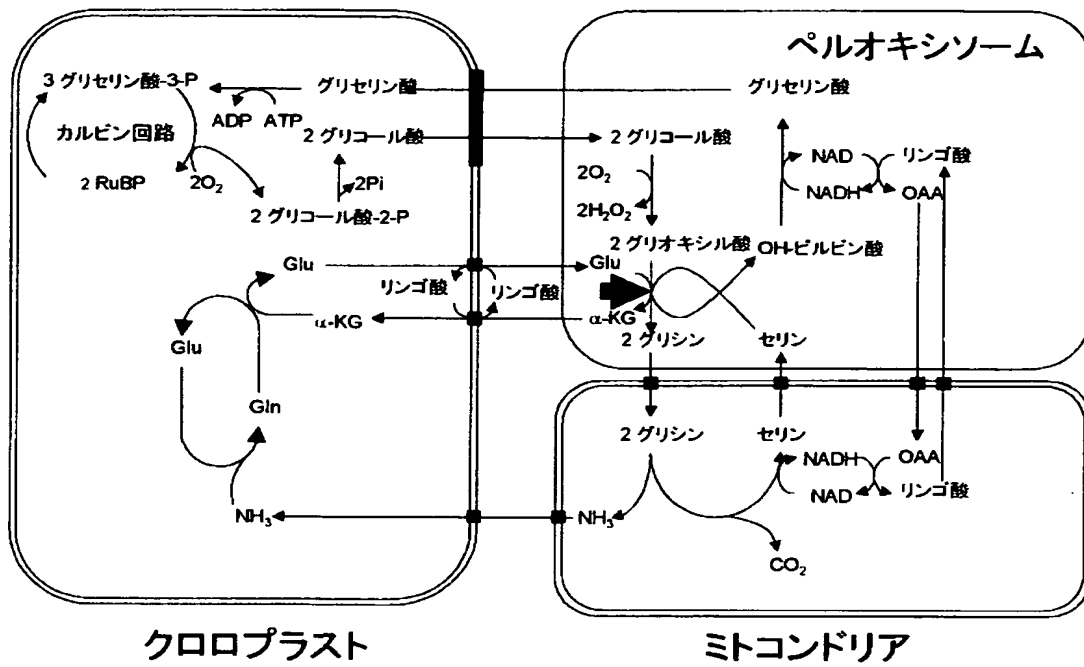 ペルオキシソーム
3 グリセリン酸-3-P
グリセリン酸
グリセリン酸
ADP ATP
カルビン回路
2 グリコール酸
2 グリコール酸
NAD リンゴ酸
2 RuBP
2O₂
2Pi
2O₂
NADH OAA
2H₂O₂
2 グリコール酸-2-P
2 グリオキシル酸
OH-ピルビン酸
Glu
Glu
リンゴ酸 リンゴ酸
α-KG
α-KG
Glu
2 グリシン
セリン
Gln
2 グリシン
セリン
NADH OAA
NAD リンゴ酸
NH₃
NH₃
CO₂
クロロプラスト
ミトコンドリア